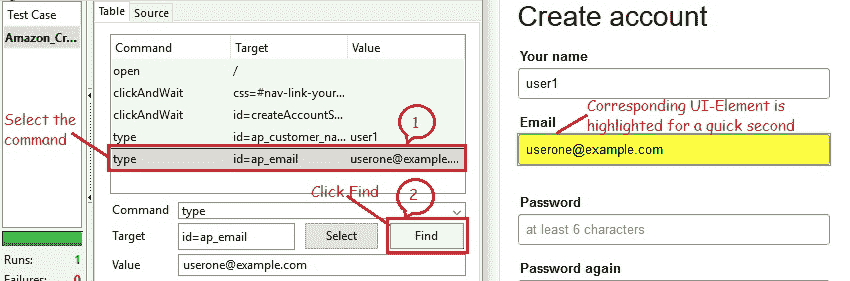 Test Case
Amazon_Cr...
Select the
command
Runs: 1
Failures: 0
Table Source
Command Target Value
open /
clickAndWait css=#nav-link-your...
clickAndWait id=createAccountS...
type id=ap_customer_na... user1
type id=ap_email userone@example....
1
Click Find
2
Command type
Target id=ap_email Select Find
Value userone@example.com
Create account
Your name
user1
Corresponding UI-Element is
highlighted for a quick second
Email
userone@example.com
Password
at least 6 characters
Password again